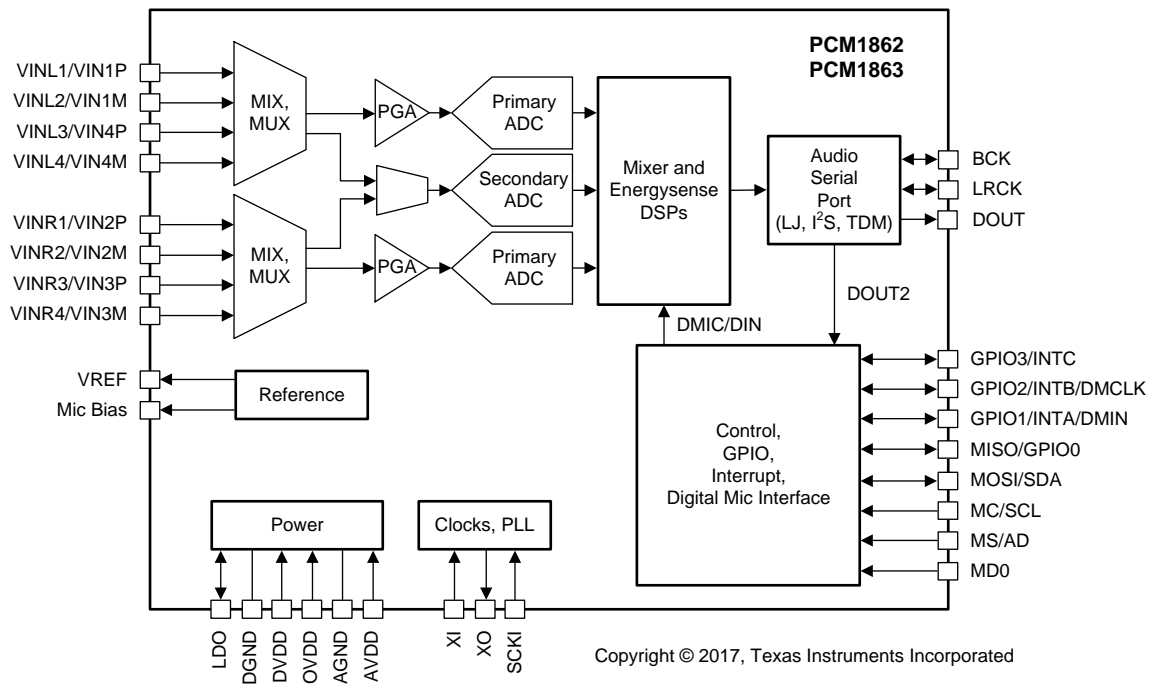 PCM1862
PCM1863
VINL1/VIN1P
VINL2/VIN1M
VINL3/VIN4P
VINL4/VIN4M
MIX,
MUX
PGA
Primary
ADC
Secondary
ADC
Mixer and
Energysense
DSPs
Audio
Serial
Port
(LJ, I²S, TDM)
BCK
LRCK
DOUT
VINR1/VIN2P
VINR2/VIN2M
VINR3/VIN3P
VINR4/VIN3M
MIX,
MUX
PGA
Primary
ADC
DOUT2
DMIC/DIN
VREF
Mic Bias
Reference
Control,
GPIO,
Interrupt,
Digital Mic Interface
GPIO3/INTC
GPIO2/INTB/DMCLK
GPIO1/INTA/DMIN
MISO/GPIO0
MOSI/SDA
MC/SCL
MS/AD
MD0
Power
Clocks, PLL
LDO
DGND
DVDD
OVDD
AGND
AVDD
XI
XO
SCKI
Copyright © 2017, Texas Instruments Incorporated